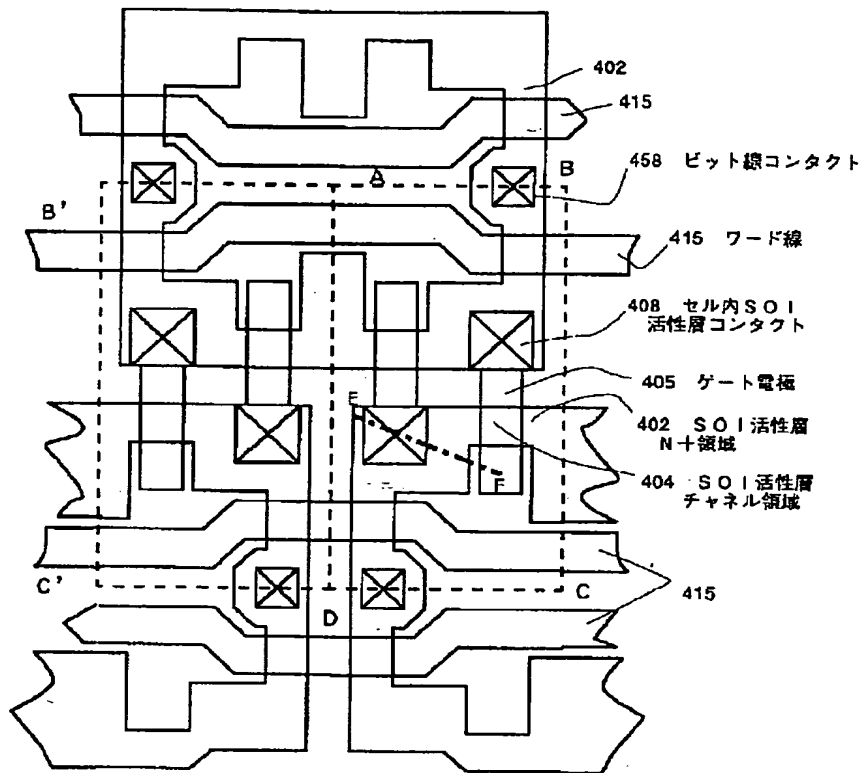 402
415
A
B
458 ビット線コンタクト
B'
415 ワード線
408 セル内SOI
活性層コンタクト
405 ゲート電極
E
402 SOI活性層
N+領域
F
404 SOI活性層
チャネル領域
C'
C
415
D